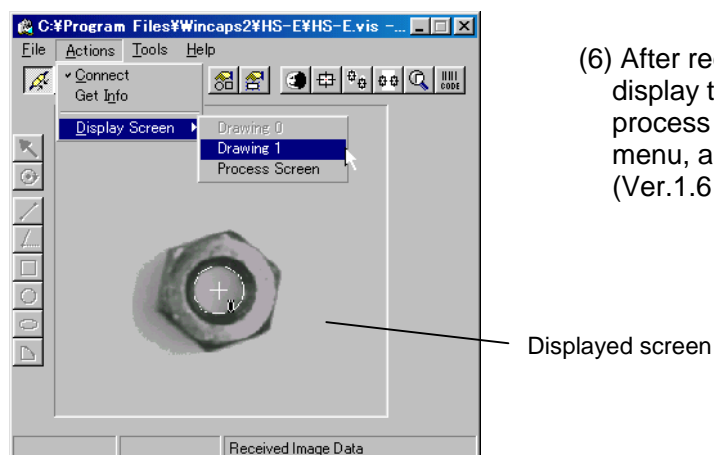 C:¥Program Files¥Wincaps2¥HS-E¥HS-E.vis -...
File Actions Tools Help
Connect
Get Info
CODE
Display Screen
Drawing 0
Drawing 1
Process Screen
Received Image Data
(6) After
display
process
menu, a
(Ver.1.6
Displayed screen